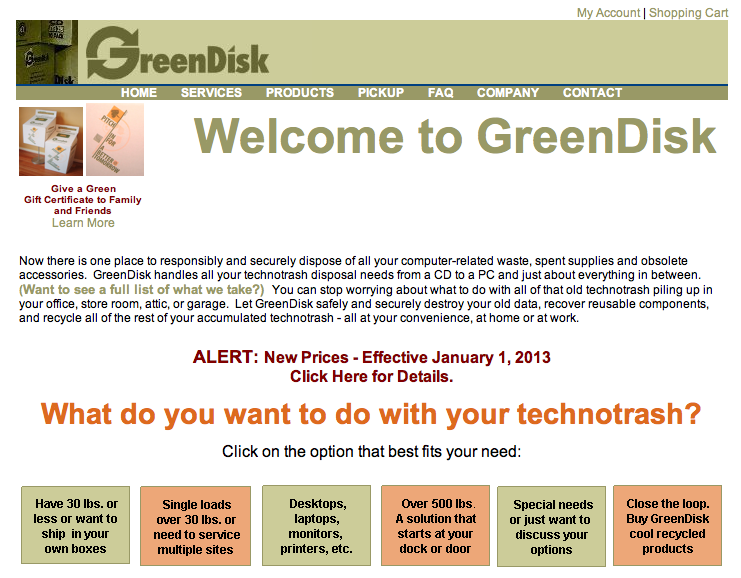 My Account | Shopping Cart
GreenDisk
HOME SERVICES PRODUCTS PICKUP FAQ COMPANY CONTACT
Welcome to GreenDisk
PITCH
IN FOR
A
BETTER
TOMORROW
Give a Green
Gift Certificate to Family
and Friends
Learn More
Now there is one place to responsibly and securely dispose of all your computer-related waste, spent supplies and obsolete
accessories. GreenDisk handles all your technotrash disposal needs from a CD to a PC and just about everything in between.
(Want to see a full list of what we take?) You can stop worrying about what to do with all of that old technotrash piling up in
your office, store room, attic, or garage. Let GreenDisk safely and securely destroy your old data, recover reusable components,
and recycle all of the rest of your accumulated technotrash - all at your convenience, at home or at work.
ALERT: New Prices - Effective January 1, 2013
Click Here for Details.
What do you want to do with your technotrash?
Click on the option that best fits your need:
Have 30 lbs. or
less or want to
ship in your
own boxes
Single loads
over 30 lbs. or
need to service
multiple sites
Desktops,
laptops,
monitors,
printers, etc.
Over 500 lbs.
A solution that
starts at your
dock or door
Special needs
or just want to
discuss your
options
Close the loop.
Buy GreenDisk
cool recycled
products